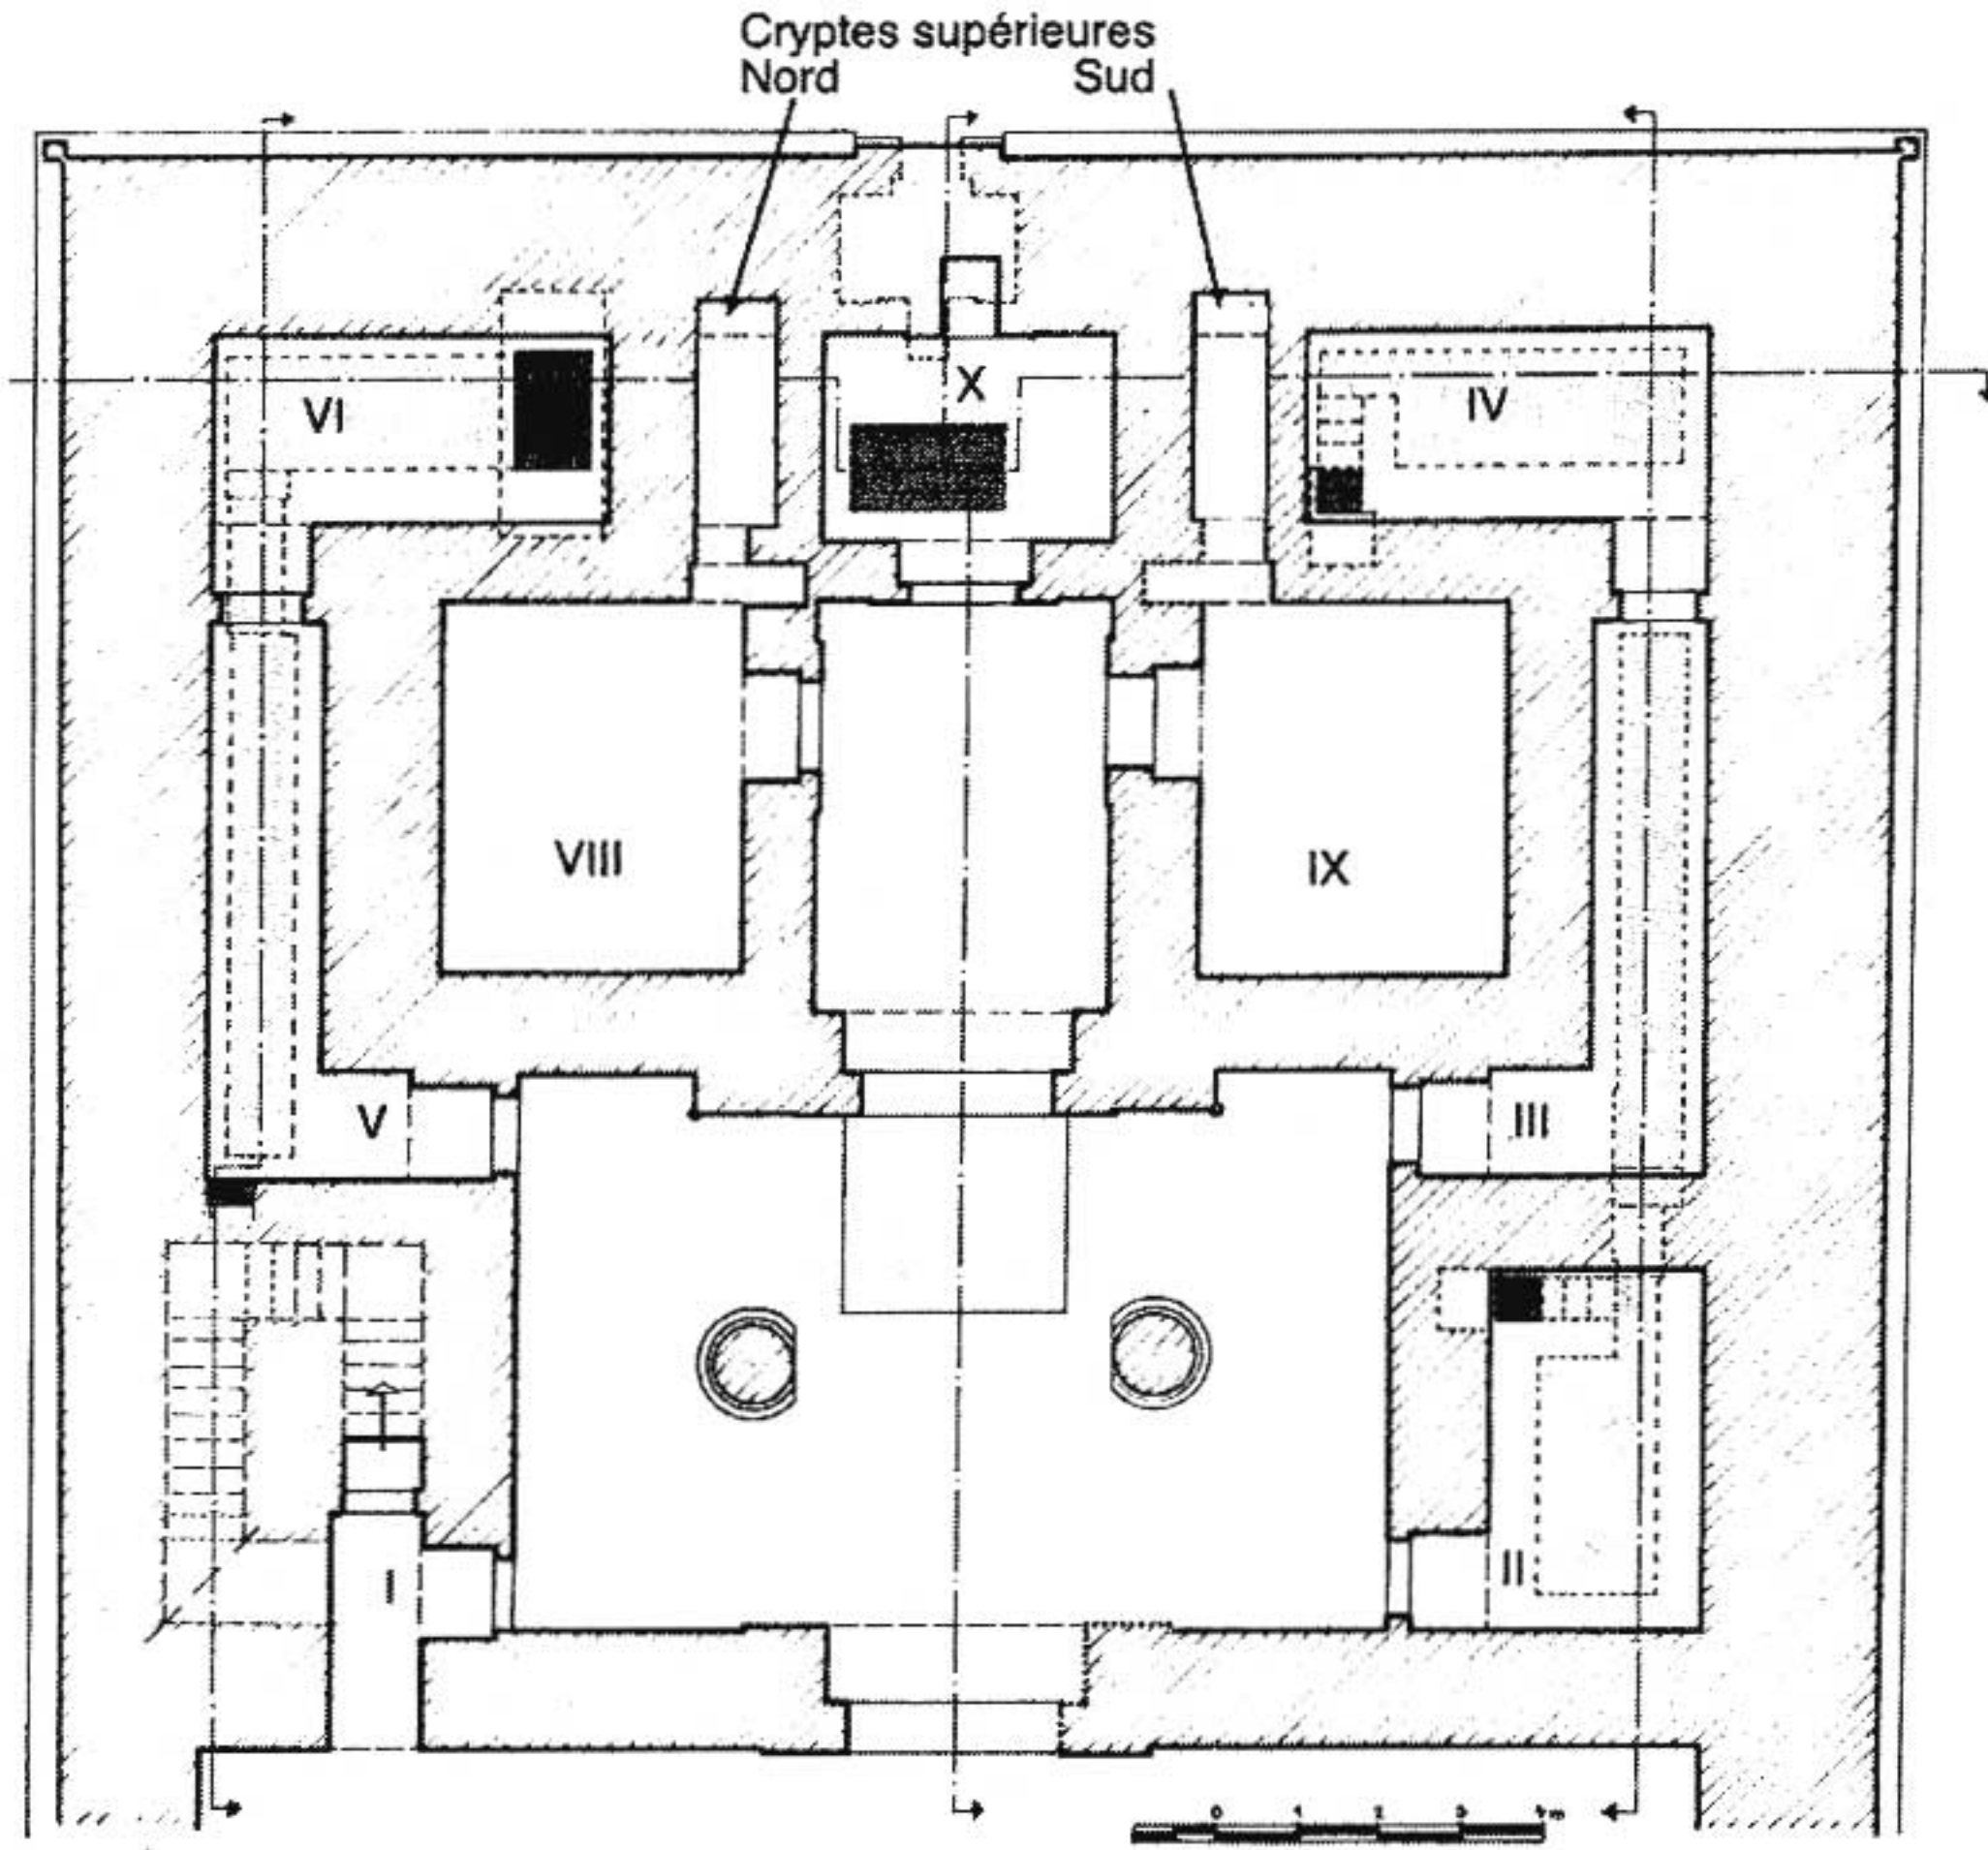 Cryptes supérieures
Nord Sud
VI X IV
VIII IX
V III
I II
0 1 2 3 4 m